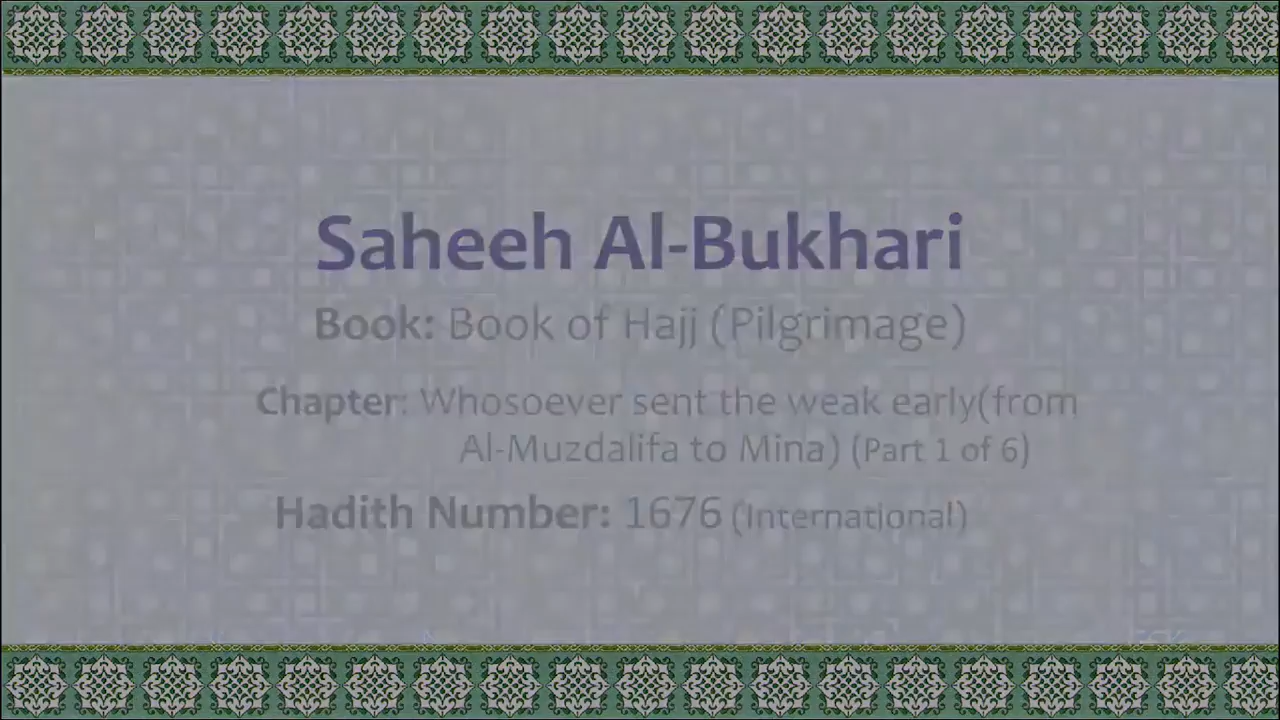 Saheeh Al-Bukhari
Book: Book of Hajj (Pilgrimage)
Chapter: Whosoever sent the weak early(from
Al-Muzdalifa to Mina) (Part 1 of 6)
Hadith Number: 1676 (International)